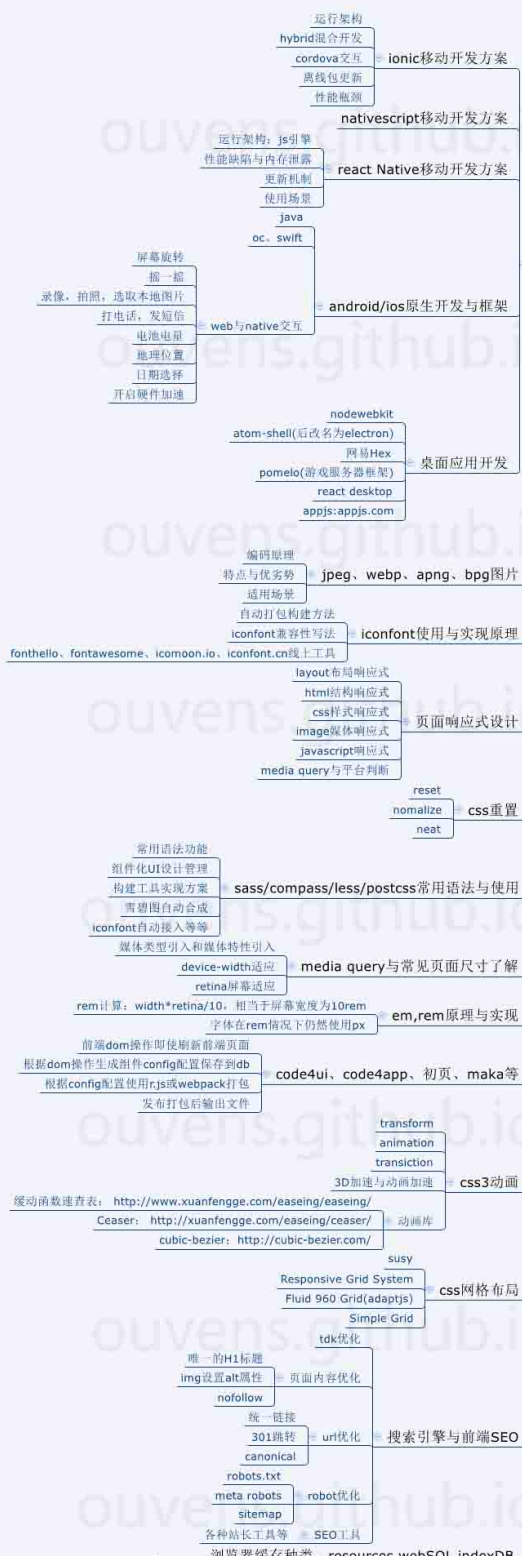 运行架构
hybrid混合开发
cordova交互
离线包更新
性能瓶颈
ionic移动开发方案
nativescript移动开发方案
运行架构：js引擎
性能缺陷与内存泄露
更新机制
使用场景
react Native移动开发方案
java
oc、swift
屏幕旋转
摇一摇
录像，拍照，选取本地图片
打电话，发短信
电池电量
地理位置
日期选择
开启硬件加速
web与native交互
android/ios原生开发与框架
nodewebkit
atom-shell(后改名为electron)
网易Hex
pomelo(游戏服务器框架)
react desktop
appjs:appjs.com
桌面应用开发
编码原理
特点与优劣势
适用场景
jpeg、webp、apng、bpg图片
自动打包构建方法
iconfont兼容性写法
fonthello、fontawesome、icomoon.io、iconfont.cn线上工具
iconfont使用与实现原理
layout布局响应式
html结构响应式
css样式响应式
image媒体响应式
javascript响应式
media query与平台判断
页面响应式设计
reset
nomalize
neat
css重置
常用语法功能
组件化UI设计管理
构建工具实现方案
雪碧图自动合成
iconfont自动接入等等
sass/compass/less/postcss常用语法与使用
媒体类型引入和媒体特性引入
device-width适应
retina屏幕适应
media query与常见页面尺寸了解
rem计算：width*retina/10，相当于屏幕宽度为10rem
字体在rem情况下仍然使用px
em,rem原理与实现
前端dom操作即使刷新前端页面
根据dom操作生成组件config配置保存到db
根据config配置使用r.js或webpack打包
发布打包后输出文件
code4ui、code4app、初页、maka等
transform
animation
transiction
3D加速与动画加速
缓动函数速查表： http://www.xuanfengge.com/easeing/easeing/
Ceaser： http://xuanfengge.com/easeing/ceaser/
cubic-bezier：http://cubic-bezier.com/
动画库
css3动画
susy
Responsive Grid System
Fluid 960 Grid(adaptjs)
Simple Grid
css网格布局
tdk优化
唯一的H1标题
img设置alt属性
nofollow
页面内容优化
统一链接
301跳转
canonical
url优化
robots.txt
meta robots
sitemap
robot优化
各种站长工具等
SEO工具
搜索引擎与前端SEO
浏览器缓存种类、resources,webSQL,indexDB,
ouvens.github.i
ouvens.github.i
ouvens.github.i
ouvens.github.i
ouvens.github.io
ouvens.github.io
ouvens.github.i
ouvens.github.io